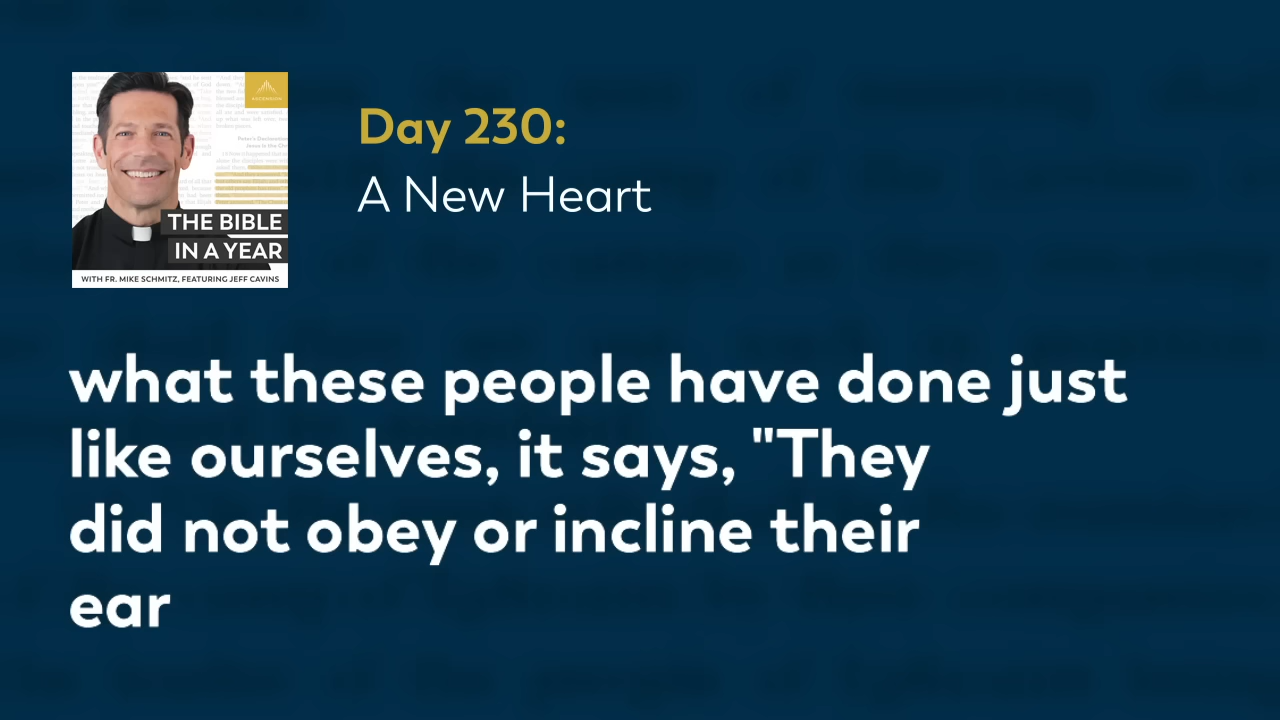 Day 230:
A New Heart
ASCENSION
THE BIBLE
IN A YEAR
WITH FR. MIKE SCHMITZ, FEATURING JEFF CAVINS
what these people have done just
like ourselves, it says, "They
did not obey or incline their
ear